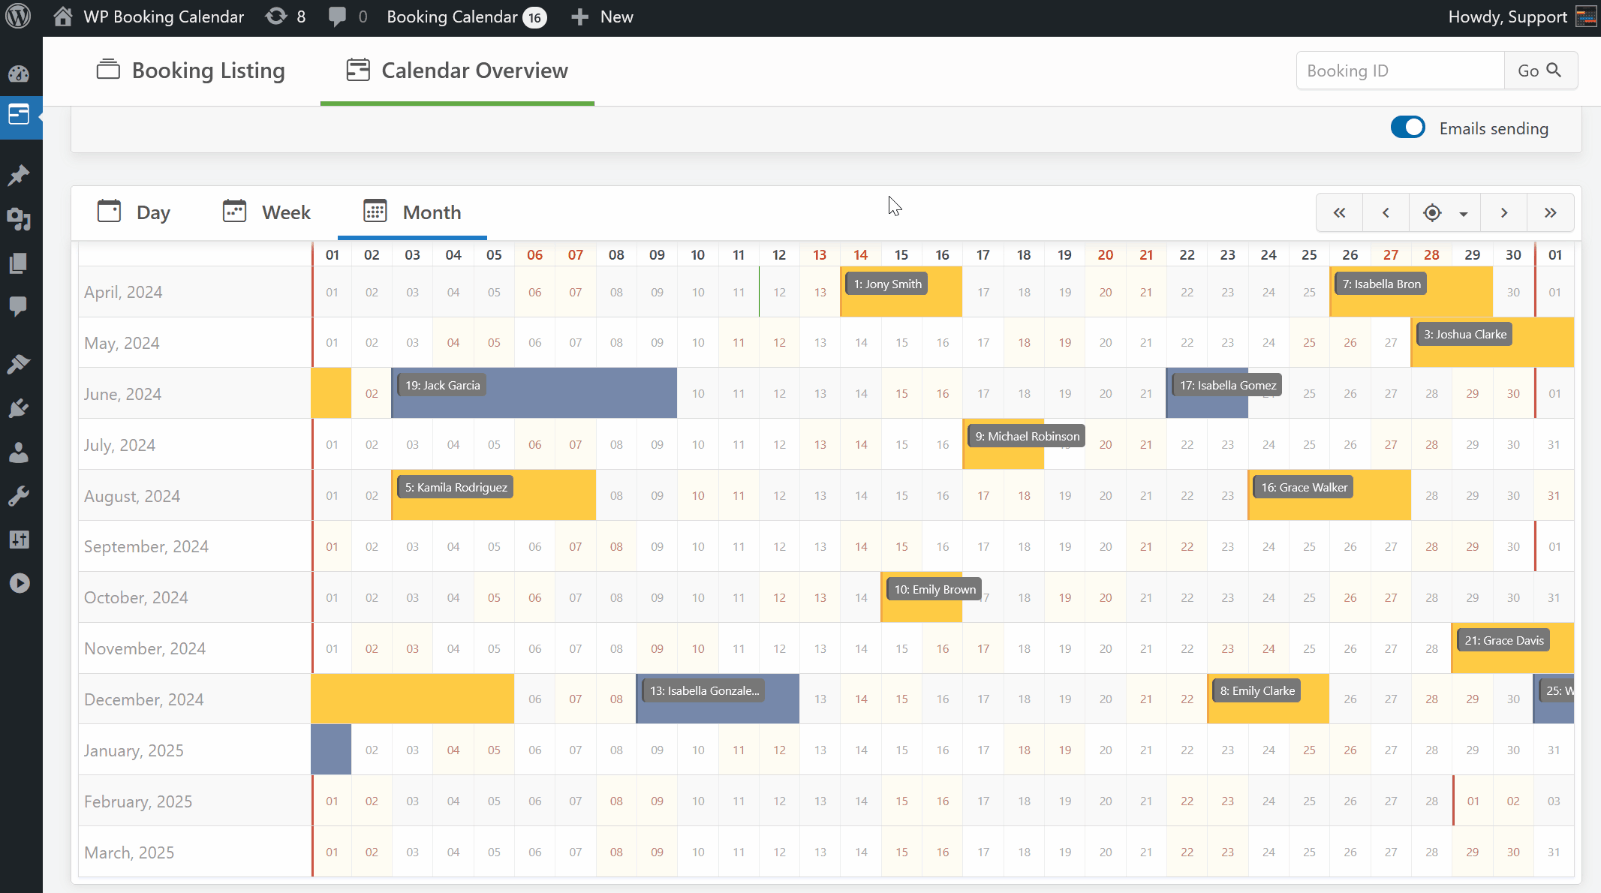 WP Booking Calendar 8 0 Booking Calendar 16 New Howdy, Support
Booking Listing Calendar Overview Booking ID Go
Emails sending
Day Week Month
01 02 03 04 05 06 07 08 09 10 11 12 13 14 15 16 17 18 19 20 21 22 23 24 25 26 27 28 29 30 01
April, 2024 01 02 03 04 05 06 07 08 09 10 11 12 13 1: Jony Smith 17 18 19 20 21 22 23 24 25 7: Isabella Bron 30 01
May, 2024 01 02 03 04 05 06 07 08 09 10 11 12 13 14 15 16 17 18 19 20 21 22 23 24 25 26 27 3: Joshua Clarke
June, 2024 02 19: Jack Garcia 10 11 12 13 14 15 16 17 18 19 20 21 17: Isabella Gomez 25 26 27 28 29 30 01
July, 2024 01 02 03 04 05 06 07 08 09 10 11 12 13 14 15 16 9: Michael Robinson 20 21 22 23 24 25 26 27 28 29 30 31
August, 2024 01 02 5: Kamila Rodriguez 08 09 10 11 12 13 14 15 16 17 18 19 20 21 22 23 16: Grace Walker 28 29 30 31
September, 2024 01 02 03 04 05 06 07 08 09 10 11 12 13 14 15 16 17 18 19 20 21 22 23 24 25 26 27 28 29 30 01
October, 2024 01 02 03 04 05 06 07 08 09 10 11 12 13 14 10: Emily Brown 18 19 20 21 22 23 24 25 26 27 28 29 30 31
November, 2024 01 02 03 04 05 06 07 08 09 10 11 12 13 14 15 16 17 18 19 20 21 22 23 24 25 26 27 28 21: Grace Davis
December, 2024 06 07 08 13: Isabella Gonzale... 13 14 15 16 17 18 19 20 21 22 8: Emily Clarke 26 27 28 29 30 25: W
January, 2025 02 03 04 05 06 07 08 09 10 11 12 13 14 15 16 17 18 19 20 21 22 23 24 25 26 27 28 29 30 31
February, 2025 01 02 03 04 05 06 07 08 09 10 11 12 13 14 15 16 17 18 19 20 21 22 23 24 25 26 27 28 01 02 03
March, 2025 01 02 03 04 05 06 07 08 09 10 11 12 13 14 15 16 17 18 19 20 21 22 23 24 25 26 27 28 29 30 31